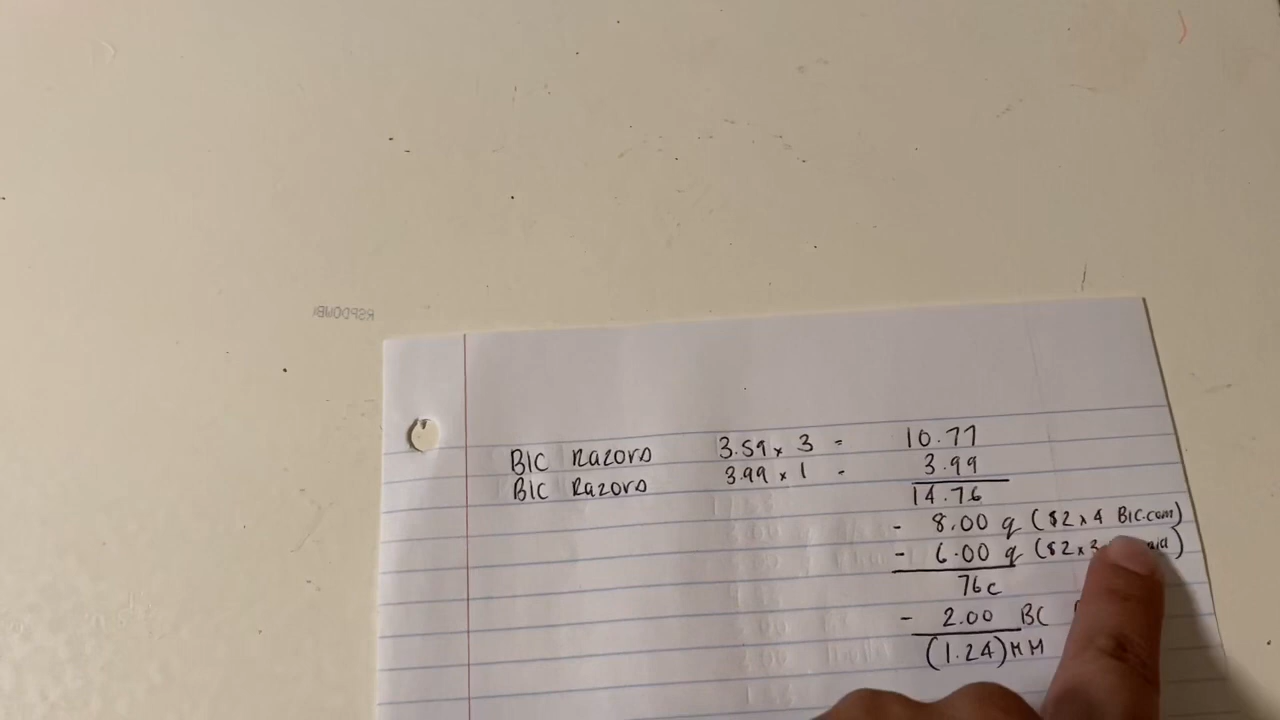 BIC Razors 3.59 x 3 = 10.77
BIC Razors 3.99 x 1 - 3.99
14.76
- 8.00 q ($2 x 4 BIC.com)
- 6.00 q ($2 x 3
76c
- 2.00 BC
(1.24) MM